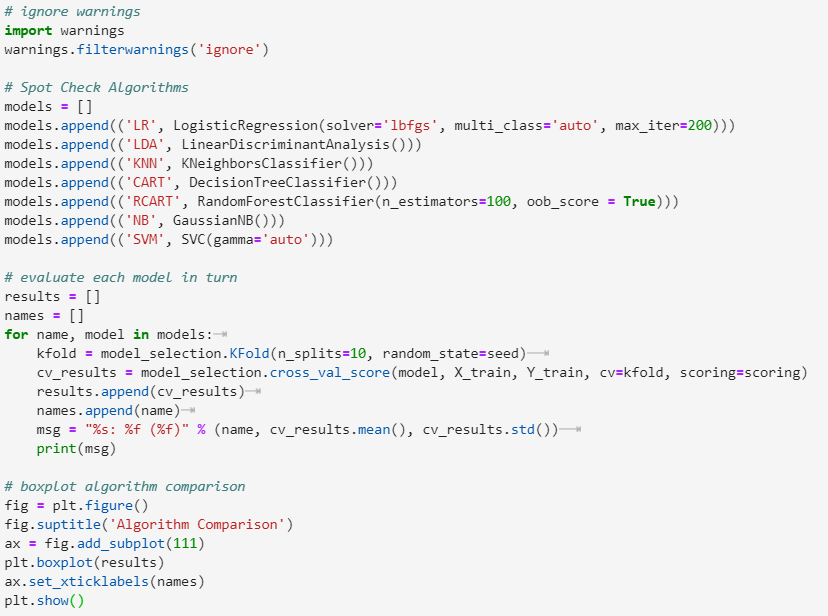 # ignore warnings
import warnings
warnings.filterwarnings('ignore')

# Spot Check Algorithms
models = []
models.append(('LR', LogisticRegression(solver='lbfgs', multi_class='auto', max_iter=200)))
models.append(('LDA', LinearDiscriminantAnalysis()))
models.append(('KNN', KNeighborsClassifier()))
models.append(('CART', DecisionTreeClassifier()))
models.append(('RCART', RandomForestClassifier(n_estimators=100, oob_score = True)))
models.append(('NB', GaussianNB()))
models.append(('SVM', SVC(gamma='auto')))

# evaluate each model in turn
results = []
names = []
for name, model in models:
    kfold = model_selection.KFold(n_splits=10, random_state=seed)
    cv_results = model_selection.cross_val_score(model, X_train, Y_train, cv=kfold, scoring=scoring)
    results.append(cv_results)
    names.append(name)
    msg = "%s: %f (%f)" % (name, cv_results.mean(), cv_results.std())
    print(msg)

# boxplot algorithm comparison
fig = plt.figure()
fig.suptitle('Algorithm Comparison')
ax = fig.add_subplot(111)
plt.boxplot(results)
ax.set_xticklabels(names)
plt.show()